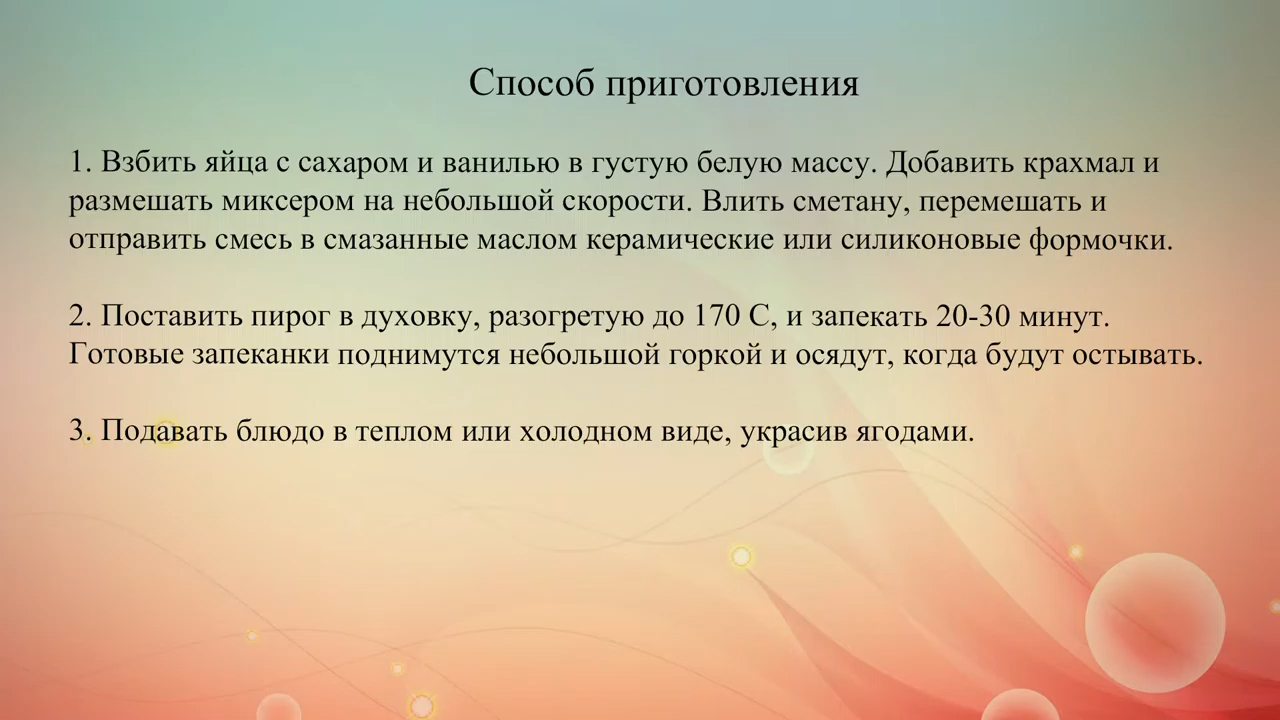 Способ приготовления
1. Взбить яйца с сахаром и ванилью в густую белую массу. Добавить крахмал и
размешать миксером на небольшой скорости. Влить сметану, перемешать и
отправить смесь в смазанные маслом керамические или силиконовые формочки.
2. Поставить пирог в духовку, разогретую до 170 С, и запекать 20-30 минут.
Готовые запеканки поднимутся небольшой горкой и осядут, когда будут остывать.
3. Подавать блюдо в теплом или холодном виде, украсив ягодами.